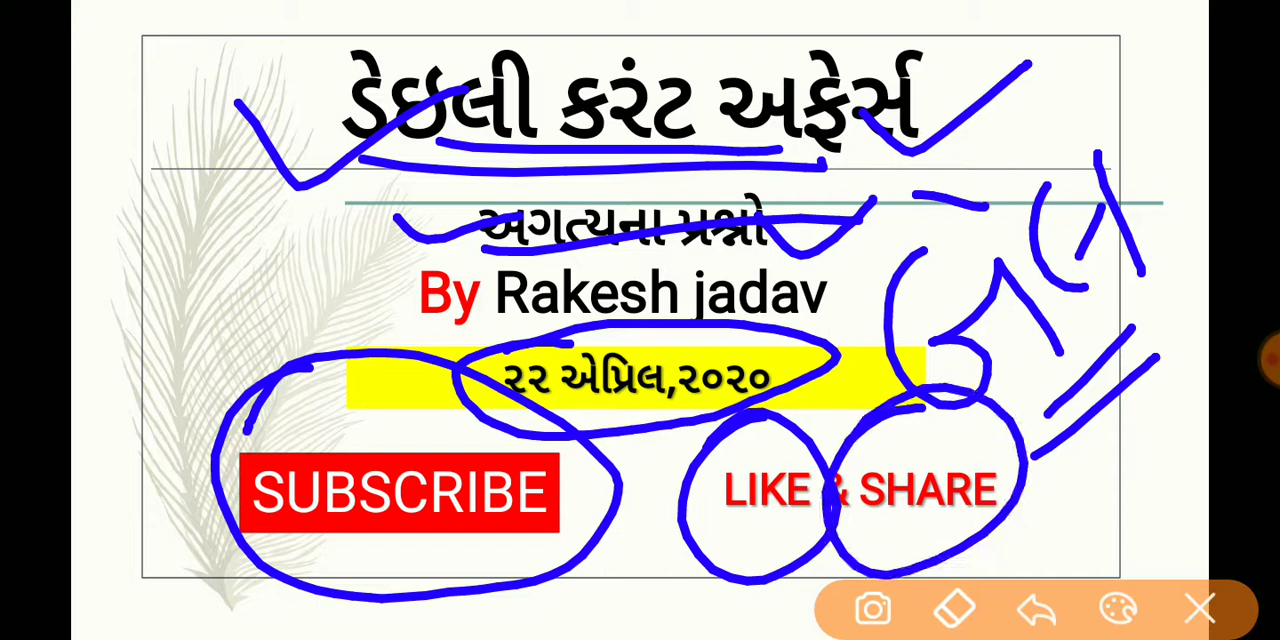 ડેઇલી કરંટ અફેર્સ
અગત્યના પ્રશ્નો
By Rakesh jadav
૨૨ એપ્રિલ,૨૦૨૦
SUBSCRIBE
LIKE & SHARE